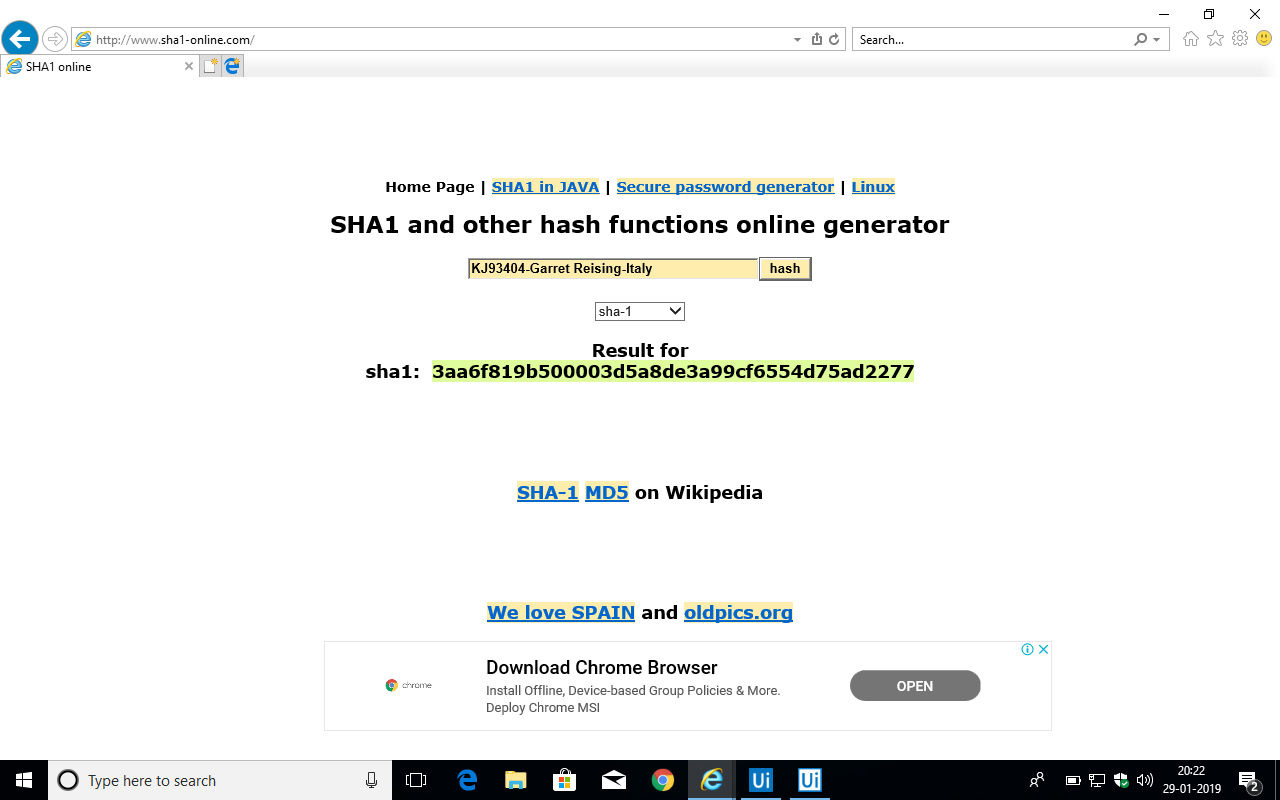 http://www.sha1-online.com/
Search...
SHA1 online
Home Page | SHA1 in JAVA | Secure password generator | Linux
SHA1 and other hash functions online generator
KJ93404-Garret Reising-Italy
hash
sha-1
Result for
sha1: 3aa6f819b500003d5a8de3a99cf6554d75ad2277
SHA-1 MD5 on Wikipedia
We love SPAIN and oldpics.org
chrome
Download Chrome Browser
Install Offline, Device-based Group Policies & More.
Deploy Chrome MSI
OPEN
Type here to search
Ui
Ui
20:22
29-01-2019
2